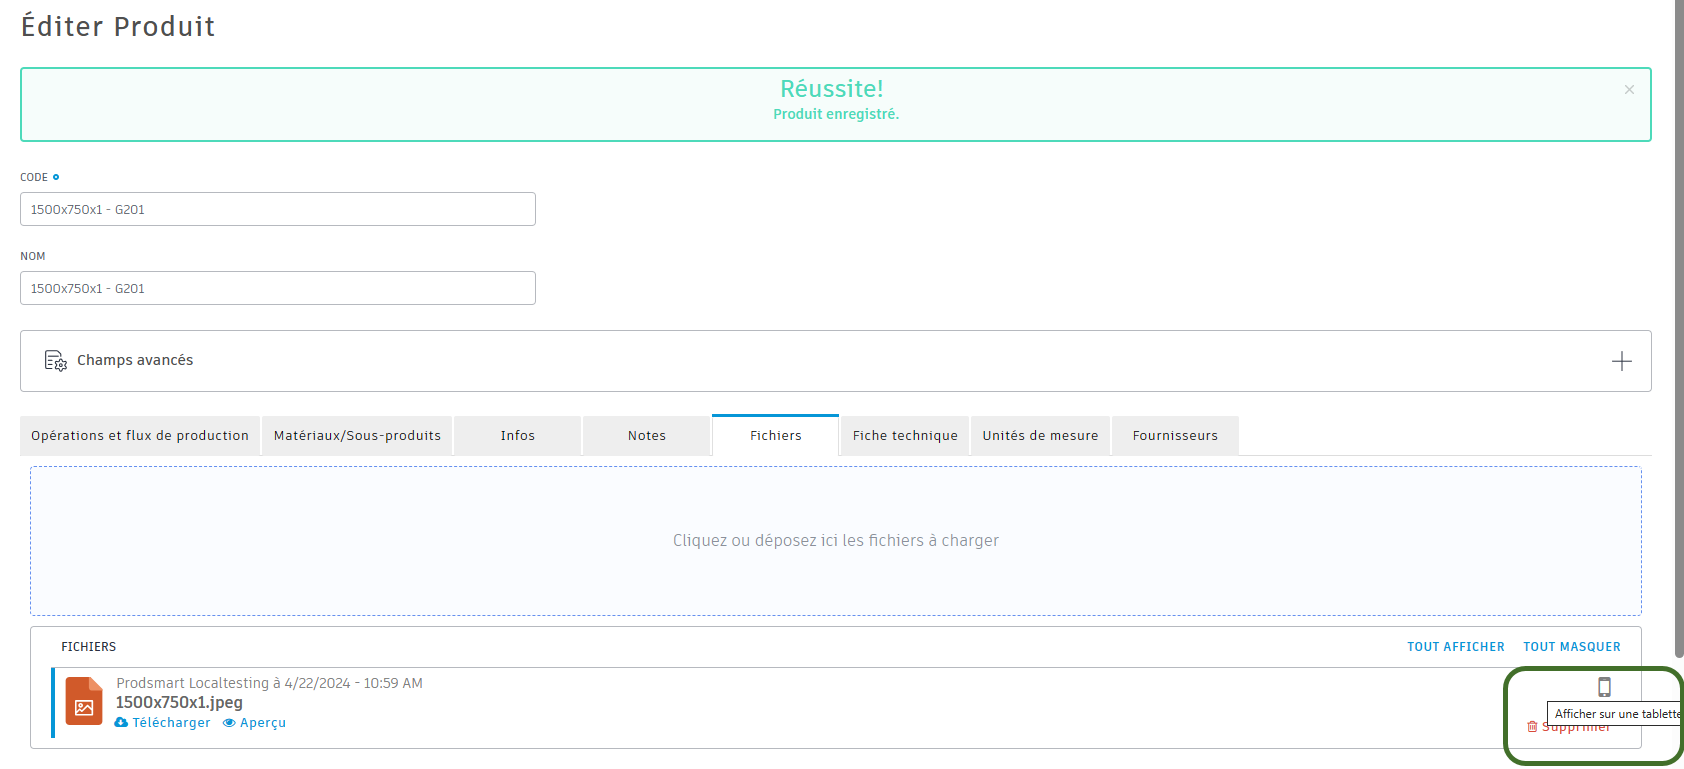 Éditer Produit
Réussite!
×
Produit enregistré.
CODE
1500x750x1 - G201
NOM
1500x750x1 - G201
Champs avancés
Opérations et flux de production Matériaux/Sous-produits Infos Notes Fichiers Fiche technique Unités de mesure Fournisseurs
Cliquez ou déposez ici les fichiers à charger
FICHIERS TOUT AFFICHER TOUT MASQUER
Prodsmart Localtesting à 4/22/2024 - 10:59 AM
1500x750x1.jpeg
Télécharger Aperçu
Afficher sur une tablette
Supprimer